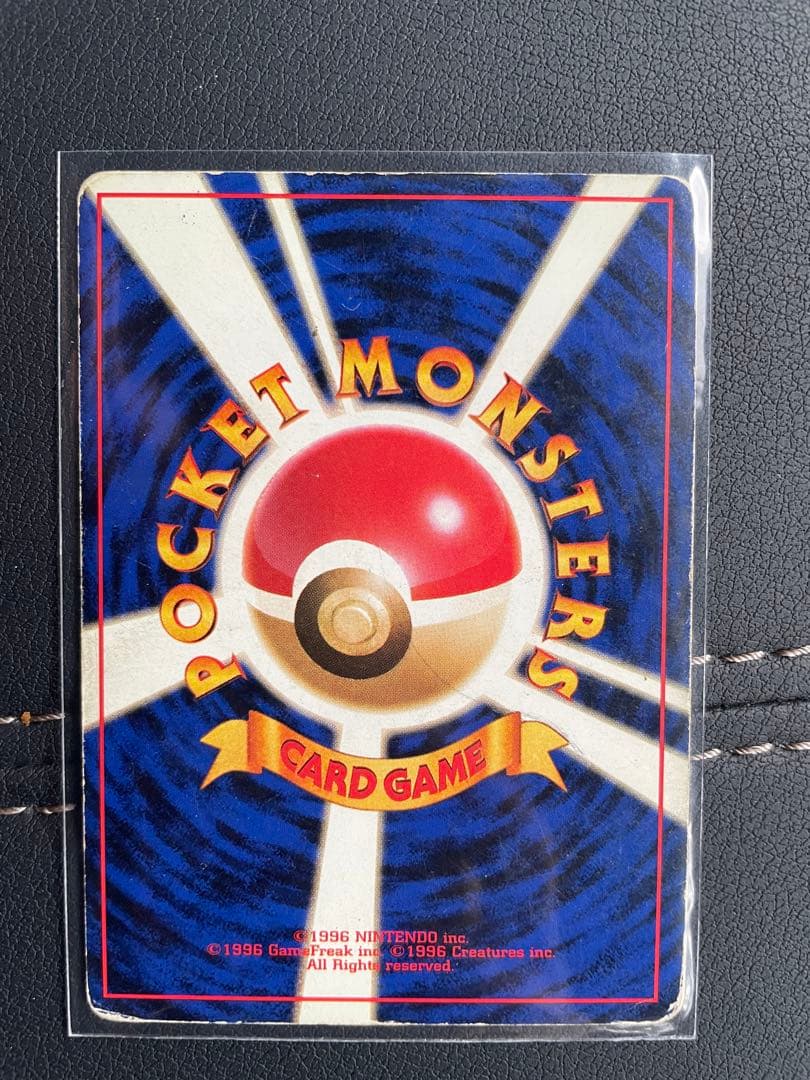 POCKET MONSTERS
CARD GAME
©1996 NINTENDO inc.
©1996 GameFreak inc. ©1996 Creatures inc.
All Rights reserved.